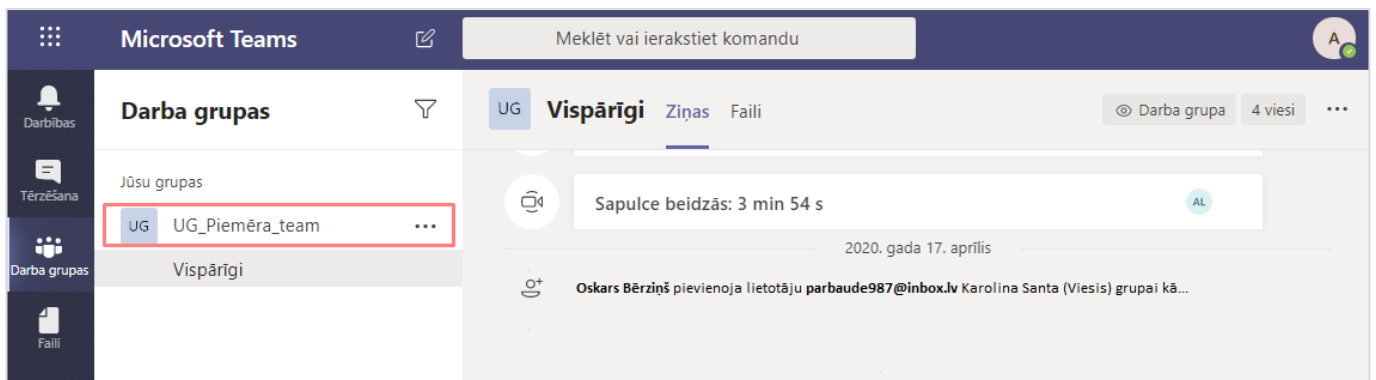 Microsoft Teams
Meklēt vai ierakstiet komandu
A
Darbības
Tērzēšana
Darba grupas
Faili
Darba grupas
Jūsu grupas
UG UG_Piemēra_team ...
Vispārīgi
UG Vispārīgi Ziņas Faili Darba grupa 4 viesi ...
Sapulce beidzās: 3 min 54 s AL
2020. gada 17. aprīlis
Oskars Bērziņš pievienoja lietotāju parbaude987@inbox.lv Karolina Santa (Viesis) grupai kā...